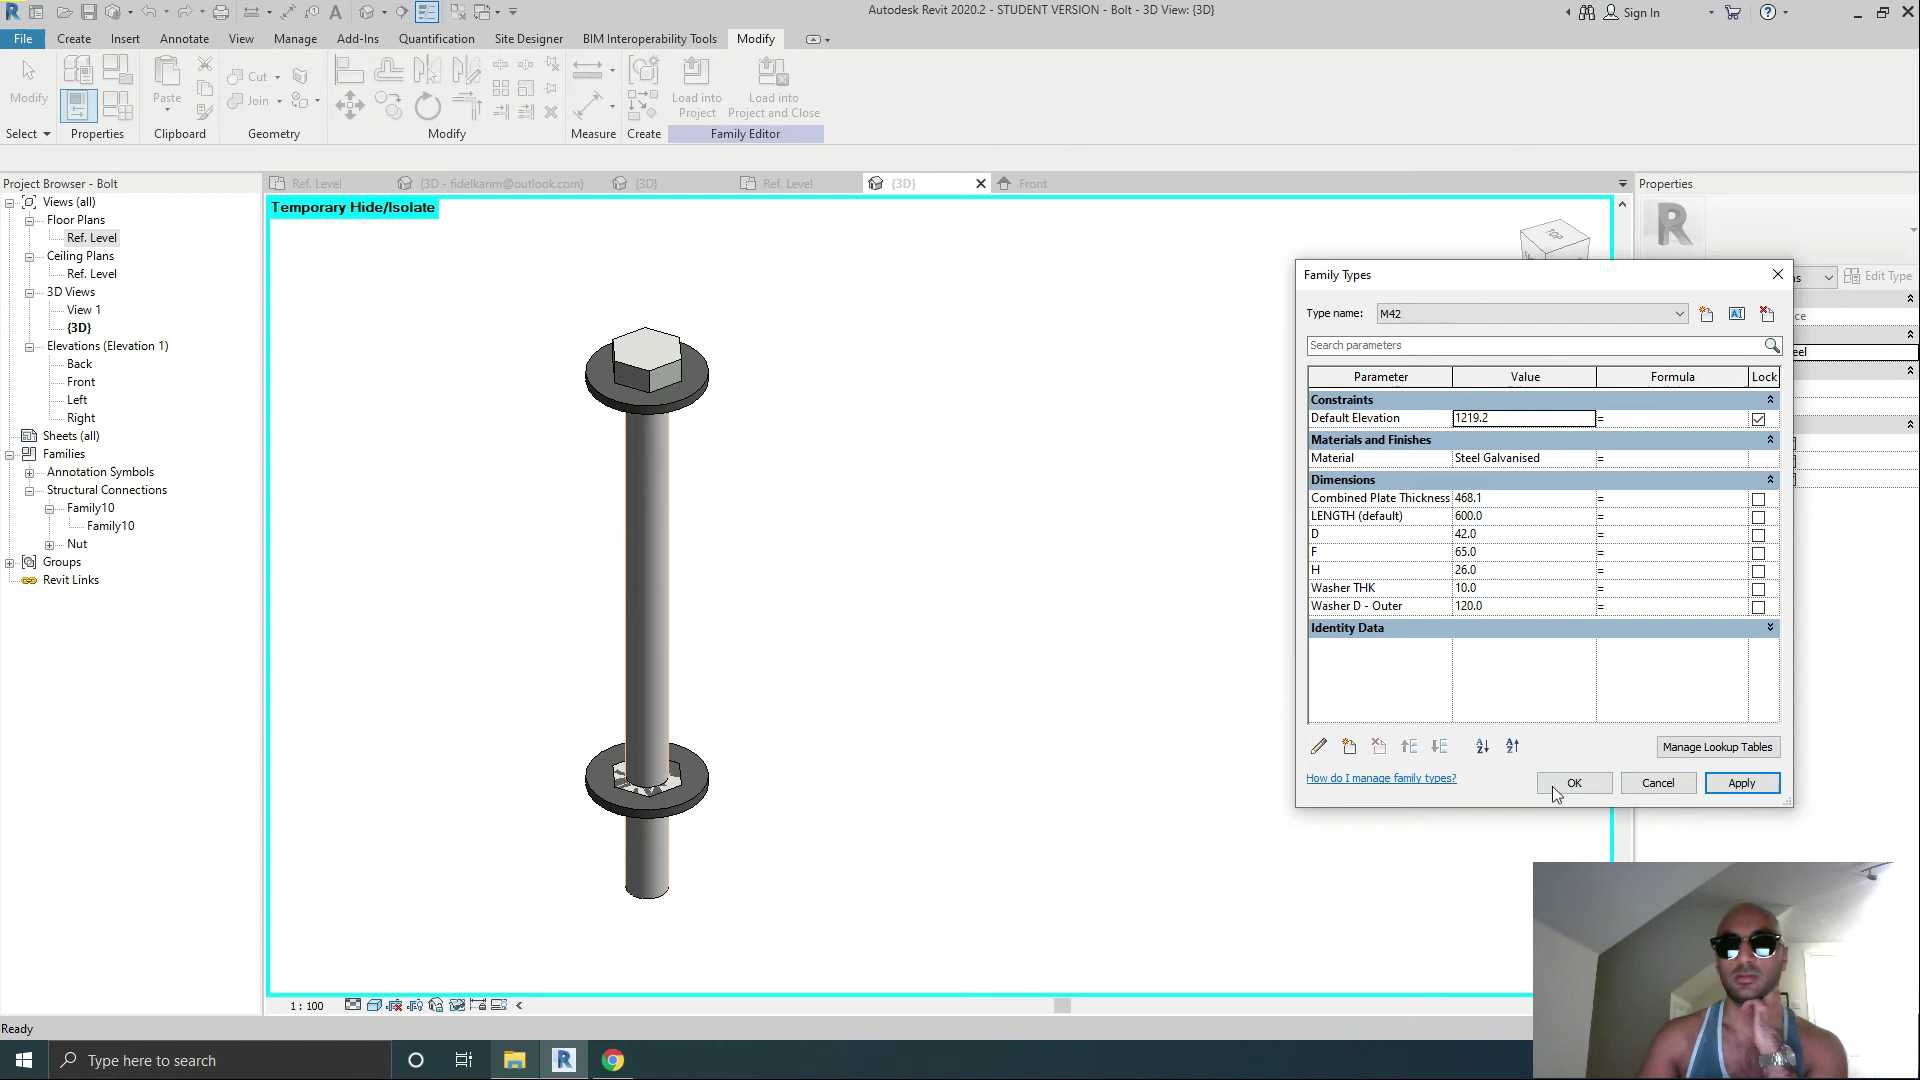 Autodesk Revit 2020.2 - STUDENT VERSION - Bolt - 3D View: {3D}
Sign In
File Create Insert Annotate View Manage Add-Ins Quantification Site Designer BIM Interoperability Tools Modify
Modify
Paste
Cut
Join
Load into Project
Load into Project and Close
Select Properties Clipboard Geometry Modify Measure Create Family Editor
Project Browser - Bolt
Ref. Level
{3D - fidelkarim@outlook.com}
{3D}
Ref. Level
{3D}
Front
Properties
Temporary Hide/Isolate
TOP
Views (all)
Floor Plans
Ref. Level
Ceiling Plans
Ref. Level
3D Views
View 1
{3D}
Elevations (Elevation 1)
Back
Front
Left
Right
Sheets (all)
Families
Annotation Symbols
Structural Connections
Family10
Family10
Nut
Groups
Revit Links
Edit Type
Family Types
Type name: M42
Search parameters
Parameter Value Formula Lock
Constraints
Default Elevation 1219.2 =
Materials and Finishes
Material Steel Galvanised =
Dimensions
Combined Plate Thickness 468.1 =
LENGTH (default) 600.0 =
D 42.0 =
F 65.0 =
H 26.0 =
Washer THK 10.0 =
Washer D - Outer 120.0 =
Identity Data
Manage Lookup Tables
How do I manage family types?
OK Cancel Apply
1 : 100
Ready
Type here to search